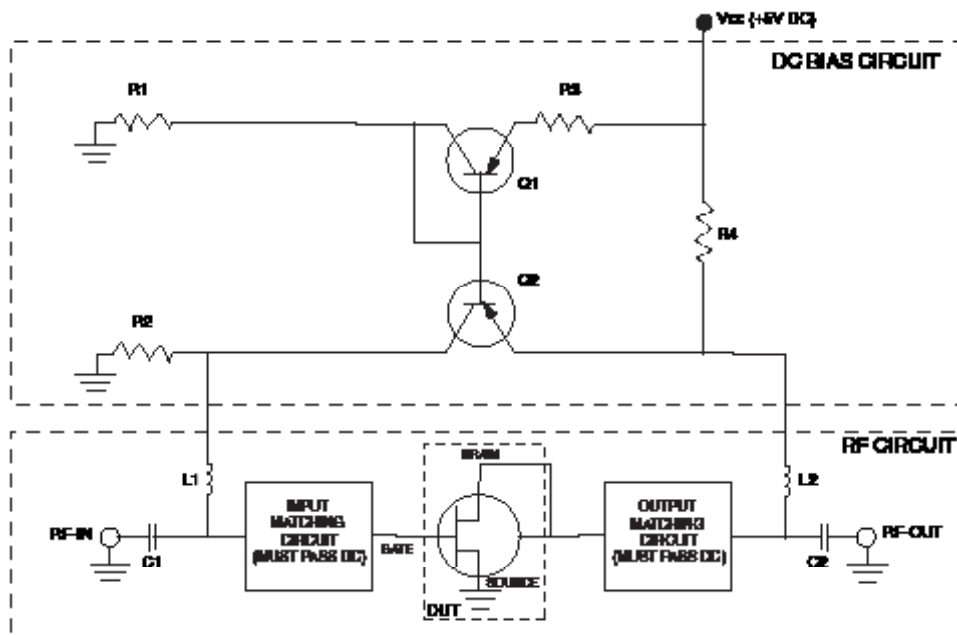 Vcc (+5V DC)
DC BIAS CIRCUIT
R1
R3
Q1
R4
Q2
R2
RF CIRCUIT
DRAIN
L1
L2
INPUT
MATCHING
CIRCUIT
(MUST PASS DC)
OUTPUT
MATCHING
CIRCUIT
(MUST PASS DC)
RF-IN
C1
GATE
SOURCE
DUT
C2
RF-OUT